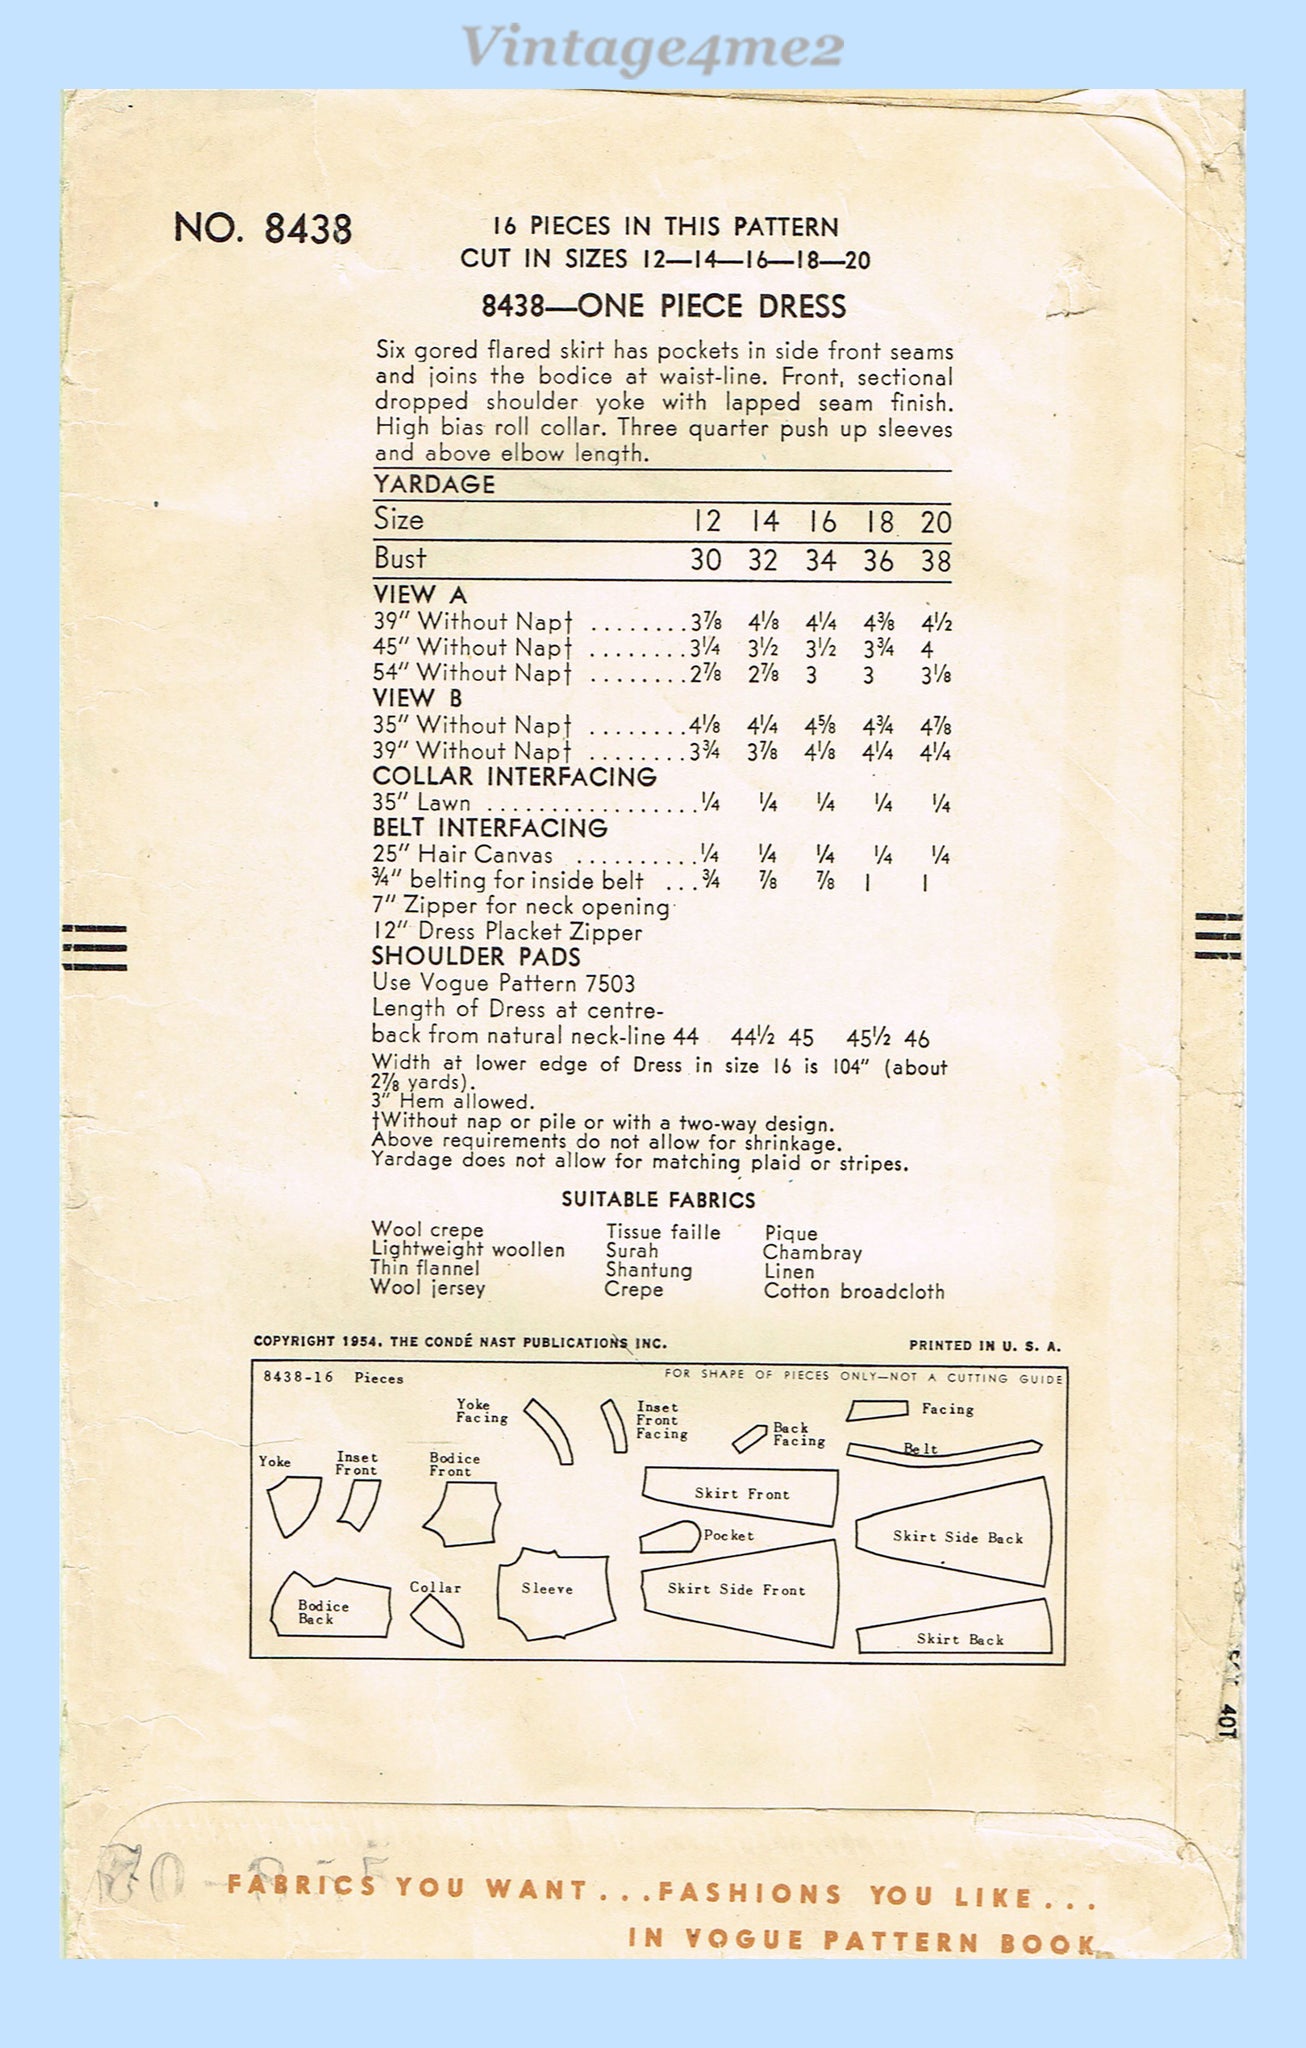 Vintage4me2
NO. 8438
16 PIECES IN THIS PATTERN
CUT IN SIZES 12—14—16—18—20
8438—ONE PIECE DRESS
Six gored flared skirt has pockets in side front seams
and joins the bodice at waist-line. Front, sectional
dropped shoulder yoke with lapped seam finish.
High bias roll collar. Three quarter push up sleeves
and above elbow length.
YARDAGE
Size 12 14 16 18 20
Bust 30 32 34 36 38
VIEW A
39" Without Nap† ........3⅞ 4⅛ 4¼ 4⅜ 4½
45" Without Nap† ........3¼ 3½ 3½ 3¾ 4
54" Without Nap† ........2⅞ 2⅞ 3 3 3⅛
VIEW B
35" Without Nap† ........4⅛ 4¼ 4⅝ 4¾ 4⅞
39" Without Nap† ........3¾ 3⅞ 4⅛ 4¼ 4¼
COLLAR INTERFACING
35" Lawn .................¼ ¼ ¼ ¼ ¼
BELT INTERFACING
25" Hair Canvas ..........¼ ¼ ¼ ¼ ¼
¾" belting for inside belt ...¾ ⅞ ⅞ 1 1
7" Zipper for neck opening
12" Dress Placket Zipper
SHOULDER PADS
Use Vogue Pattern 7503
Length of Dress at centre-
back from natural neck-line 44 44½ 45 45½ 46
Width at lower edge of Dress in size 16 is 104" (about
2⅞ yards).
3" Hem allowed.
†Without nap or pile or with a two-way design.
Above requirements do not allow for shrinkage.
Yardage does not allow for matching plaid or stripes.
SUITABLE FABRICS
Wool crepe Tissue faille Pique
Lightweight woollen Surah Chambray
Thin flannel Shantung Linen
Wool jersey Crepe Cotton broadcloth
COPYRIGHT 1954, THE CONDÉ NAST PUBLICATIONS INC. PRINTED IN U. S. A.
8438-16 Pieces FOR SHAPE OF PIECES ONLY—NOT A CUTTING GUIDE
Yoke
Facing
Inset
Front
Facing
Back
Facing
Facing
Belt
Yoke
Inset
Front
Bodice
Front
Skirt Front
Pocket
Skirt Side Back
Bodice
Back
Collar
Sleeve
Skirt Side Front
Skirt Back
40T
FABRICS YOU WANT...FASHIONS YOU LIKE...
IN VOGUE PATTERN BOOK